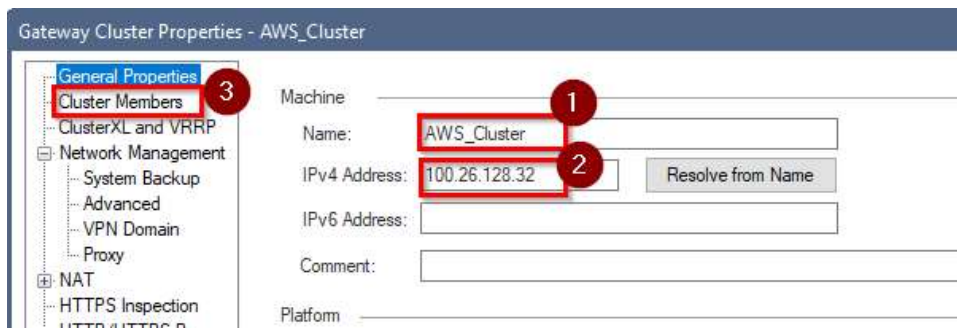 Gateway Cluster Properties - AWS_Cluster
General Properties
Cluster Members
3
ClusterXL and VRRP
Network Management
System Backup
Advanced
VPN Domain
Proxy
NAT
HTTPS Inspection
Machine
1
Name: AWS_Cluster
2
IPv4 Address: 100.26.128.32 Resolve from Name
IPv6 Address:
Comment:
Platform